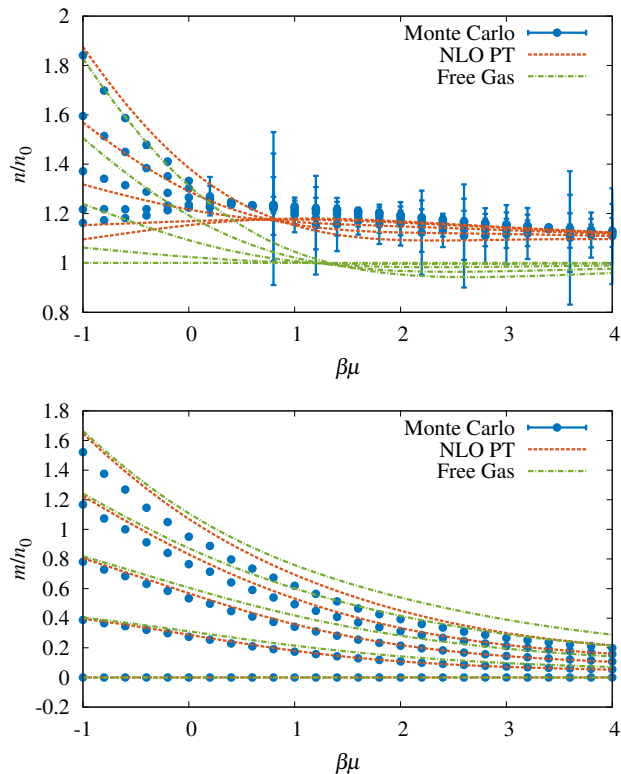 2
1.8
1.6
1.4
1.2
1
0.8
n/n₀
Monte Carlo
NLO PT
Free Gas
-1 0 1 2 3 4
βμ
1.8
1.6
1.4
1.2
1
0.8
0.6
0.4
0.2
0
-0.2
m/n₀
Monte Carlo
NLO PT
Free Gas
-1 0 1 2 3 4
βμ